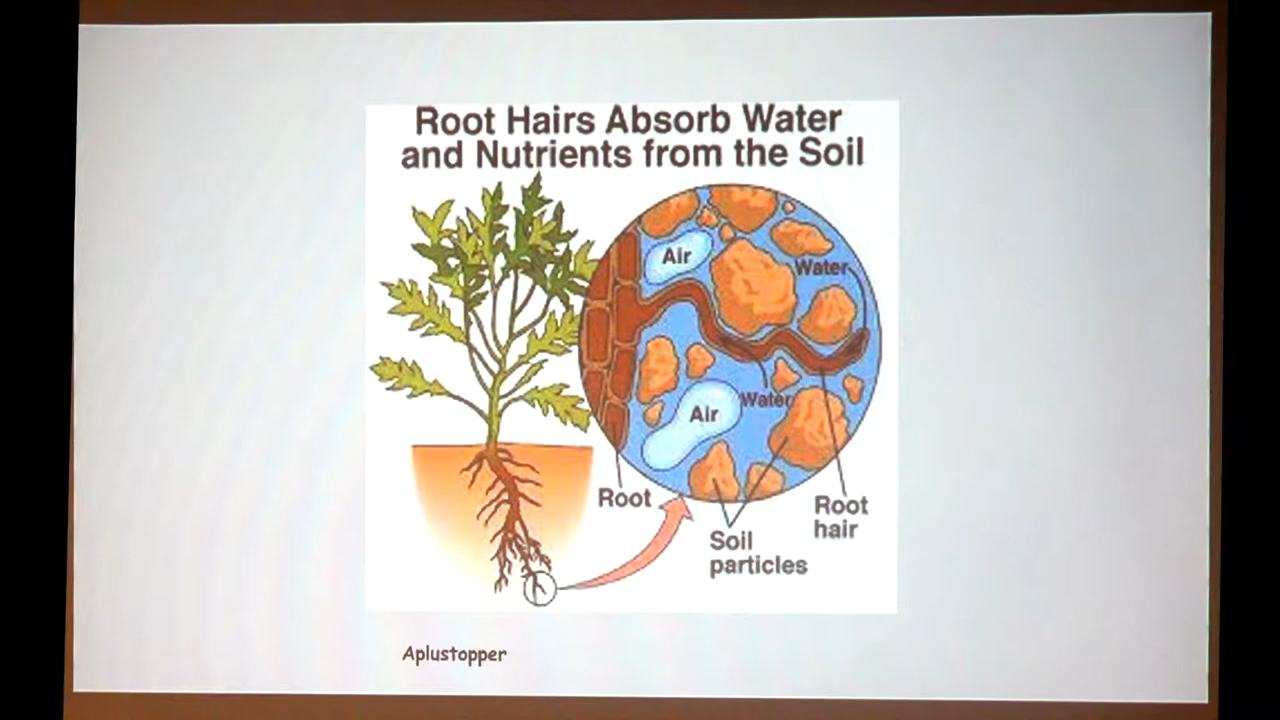 Root Hairs Absorb Water
and Nutrients from the Soil
Air
Water
Water
Air
Root
Root
hair
Soil
particles
Aplustopper